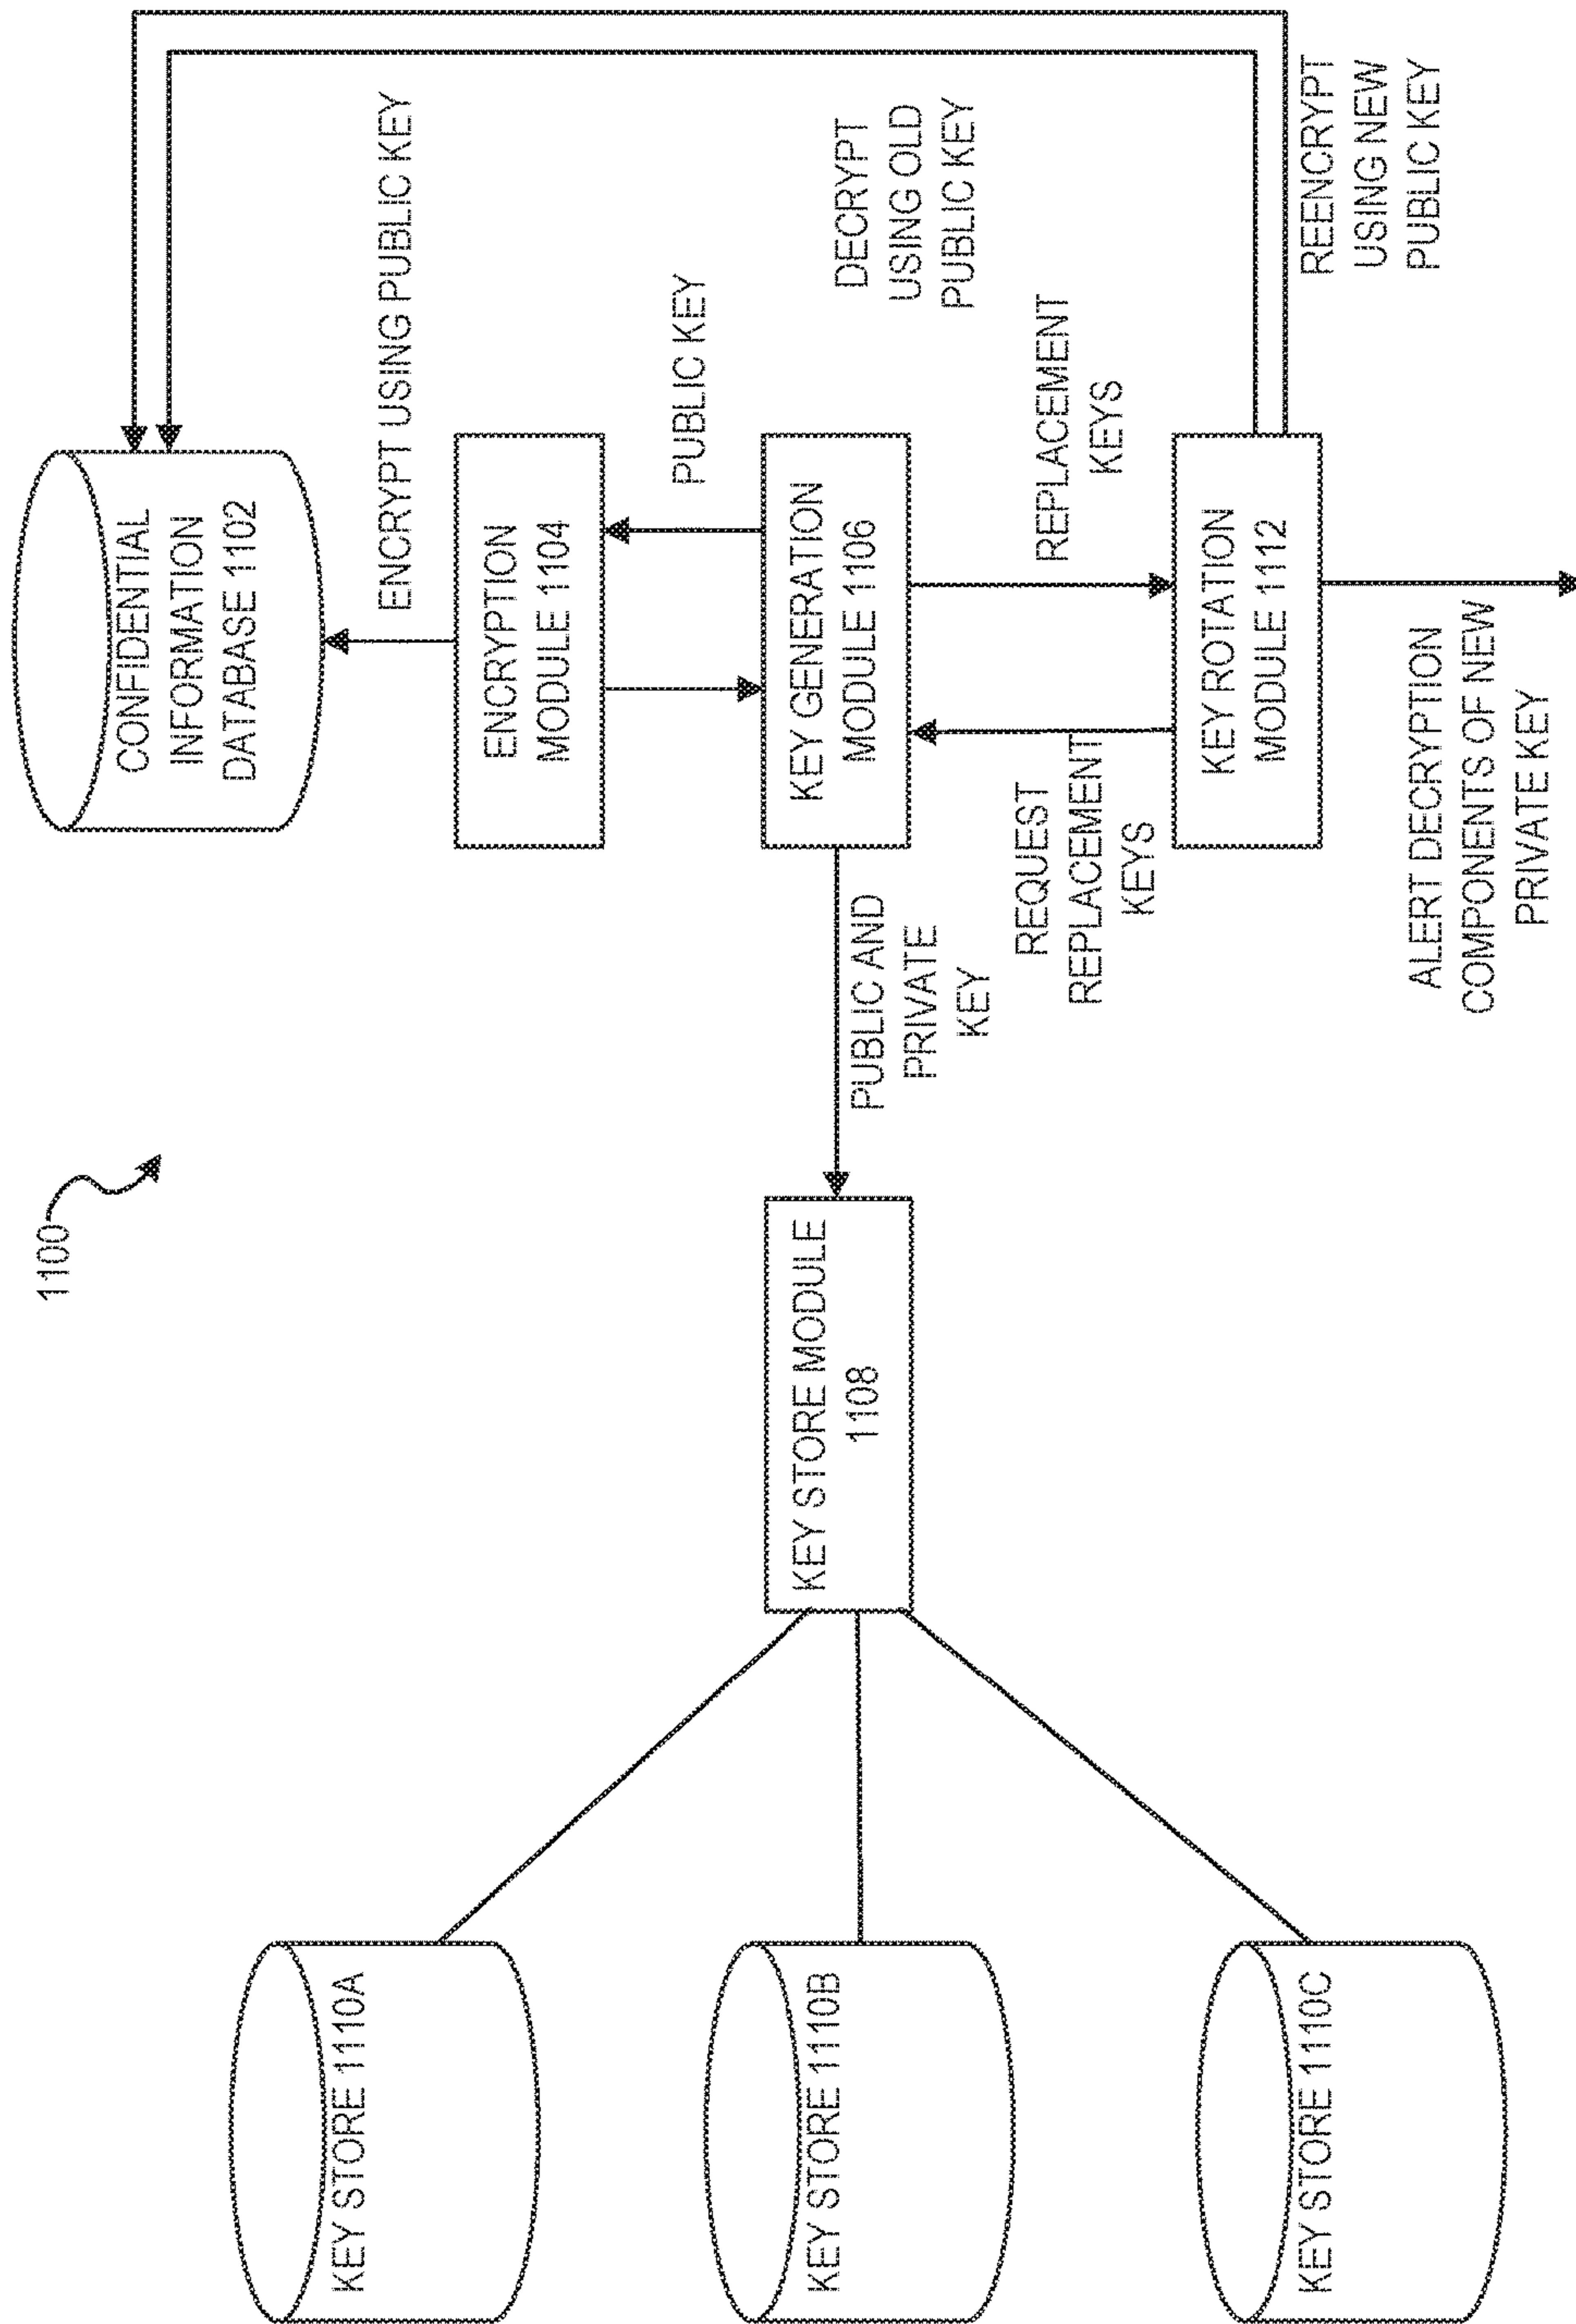 1100
CONFIDENTIAL
INFORMATION
DATABASE 1102
ENCRYPT USING PUBLIC KEY
ENCRYPTION
MODULE 1104
PUBLIC KEY
KEY GENERATION
MODULE 1106
DECRYPT
USING OLD
PUBLIC KEY
PUBLIC AND
PRIVATE
KEY
KEY STORE MODULE
1108
KEY STORE 1110A
KEY STORE 1110B
KEY STORE 1110C
REQUEST
REPLACEMENT
KEYS
REPLACEMENT
KEYS
KEY ROTATION
MODULE 1112
REENCRYPT
USING NEW
PUBLIC KEY
ALERT DECRYPTION
COMPONENTS OF NEW
PRIVATE KEY